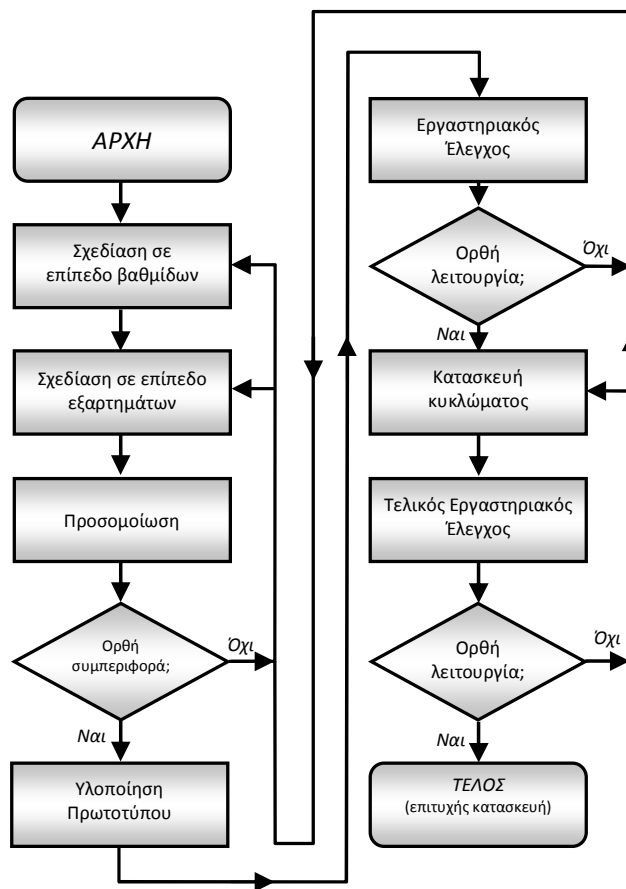 ΑΡΧΗ
Σχεδίαση σε
επίπεδο βαθμίδων
Σχεδίαση σε επίπεδο
εξαρτημάτων
Προσομοίωση
Ορθή
συμπεριφορά;
Όχι
Ναι
Υλοποίηση
Πρωτοτύπου
Εργαστηριακός
Έλεγχος
Ορθή
λειτουργία;
Όχι
Ναι
Κατασκευή
κυκλώματος
Τελικός Εργαστηριακός
Έλεγχος
Ορθή
λειτουργία;
Όχι
Ναι
ΤΕΛΟΣ
(επιτυχής κατασκευή)